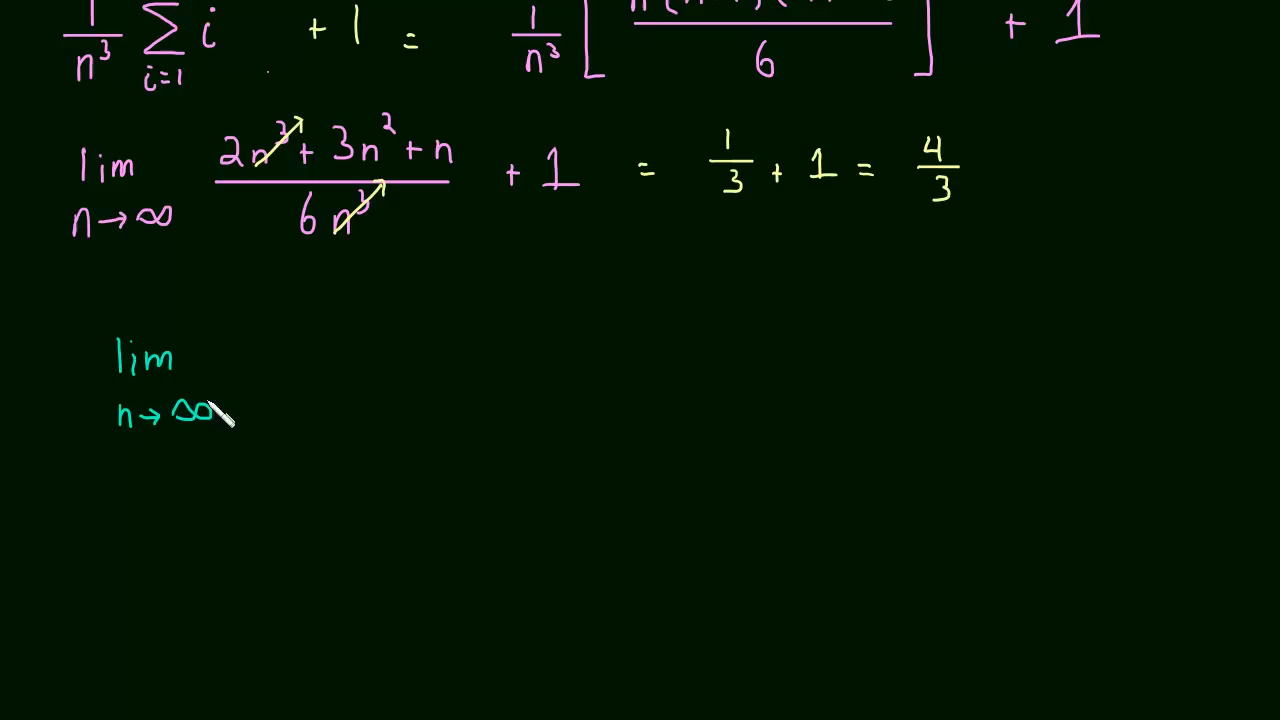 1/n³ ∑ i=1 i + 1 = 1/n³ [ / 6 ] + 1
lim n→∞ (2n³ + 3n² + n)/(6n³) + 1 = 1/3 + 1 = 4/3
lim
n→∞